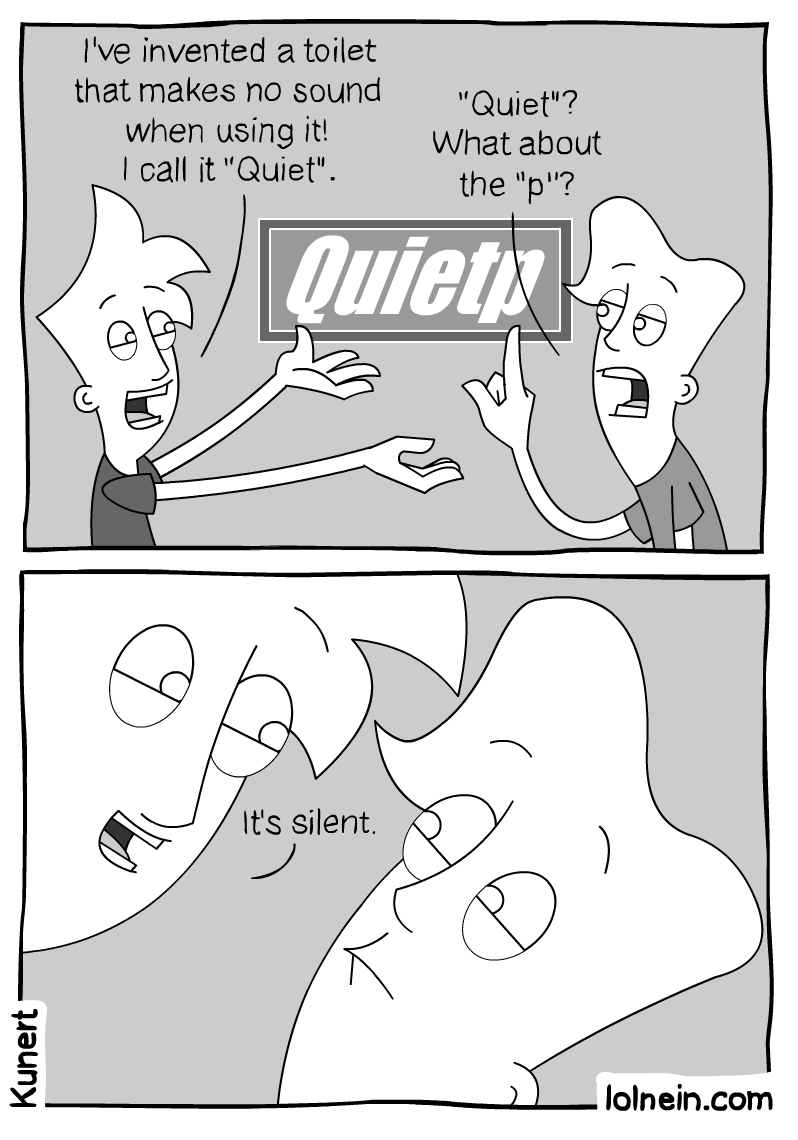 I've invented a toilet
that makes no sound
when using it!
I call it "Quiet".
"Quiet"?
What about
the "p"?
Quietp
It's silent.
Kunert
lolnein.com